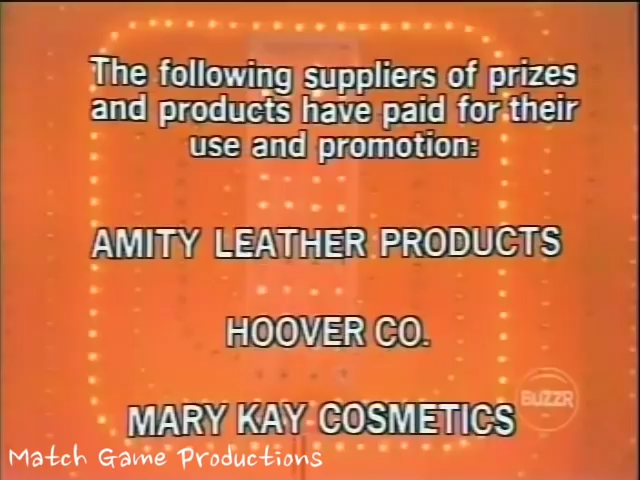 The following suppliers of prizes
and products have paid for their
use and promotion:
AMITY LEATHER PRODUCTS
HOOVER CO.
MARY KAY COSMETICS
BUZZR
Match Game Productions